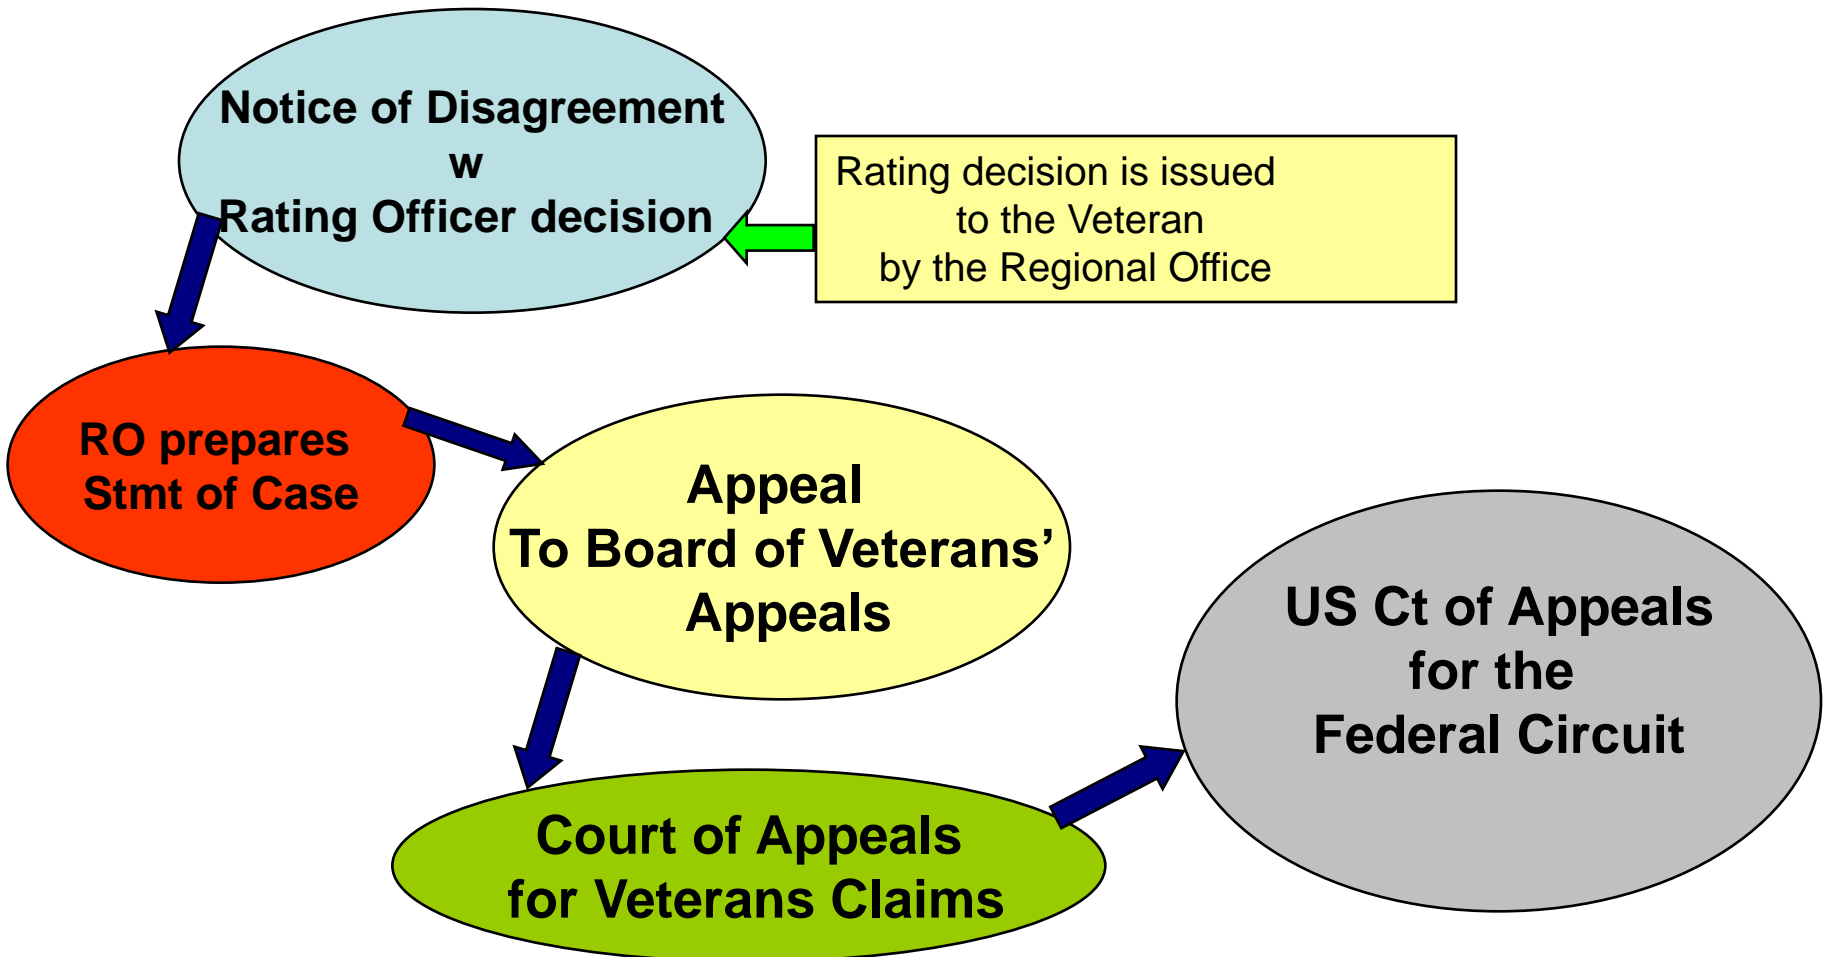 Notice of Disagreement
w
Rating Officer decision
Rating decision is issued
to the Veteran
by the Regional Office
RO prepares
Stmt of Case
Appeal
To Board of Veterans’
Appeals
US Ct of Appeals
for the
Federal Circuit
Court of Appeals
for Veterans Claims